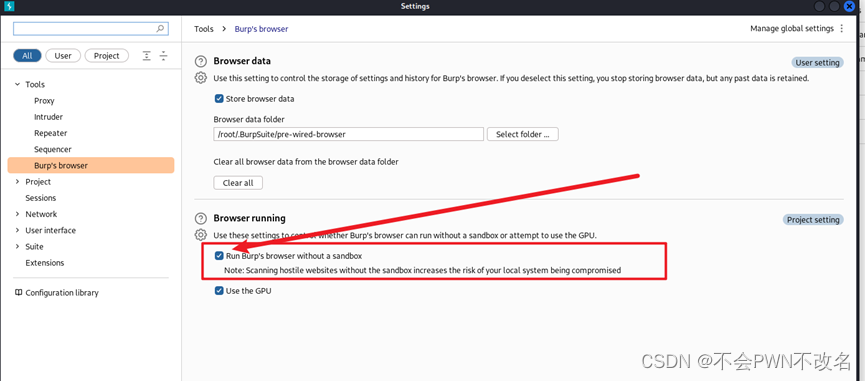 Settings
Tools > Burp's browser
Manage global settings
All
User
Project
Tools
Proxy
Intruder
Repeater
Sequencer
Burp's browser
Project
Sessions
Network
User interface
Suite
Extensions
Configuration library
Browser data
User setting
Use this setting to control the storage of settings and history for Burp's browser. If you deselect this setting, you stop storing browser data, but any past data is retained.
Store browser data
Browser data folder
/root/.BurpSuite/pre-wired-browser
Select folder ...
Clear all browser data from the browser data folder
Clear all
Browser running
Project setting
Use these settings to control whether Burp's browser can run without a sandbox or attempt to use the GPU.
Run Burp's browser without a sandbox
Note: Scanning hostile websites without the sandbox increases the risk of your local system being compromised
Use the GPU
CSDN @不会PWN不改名